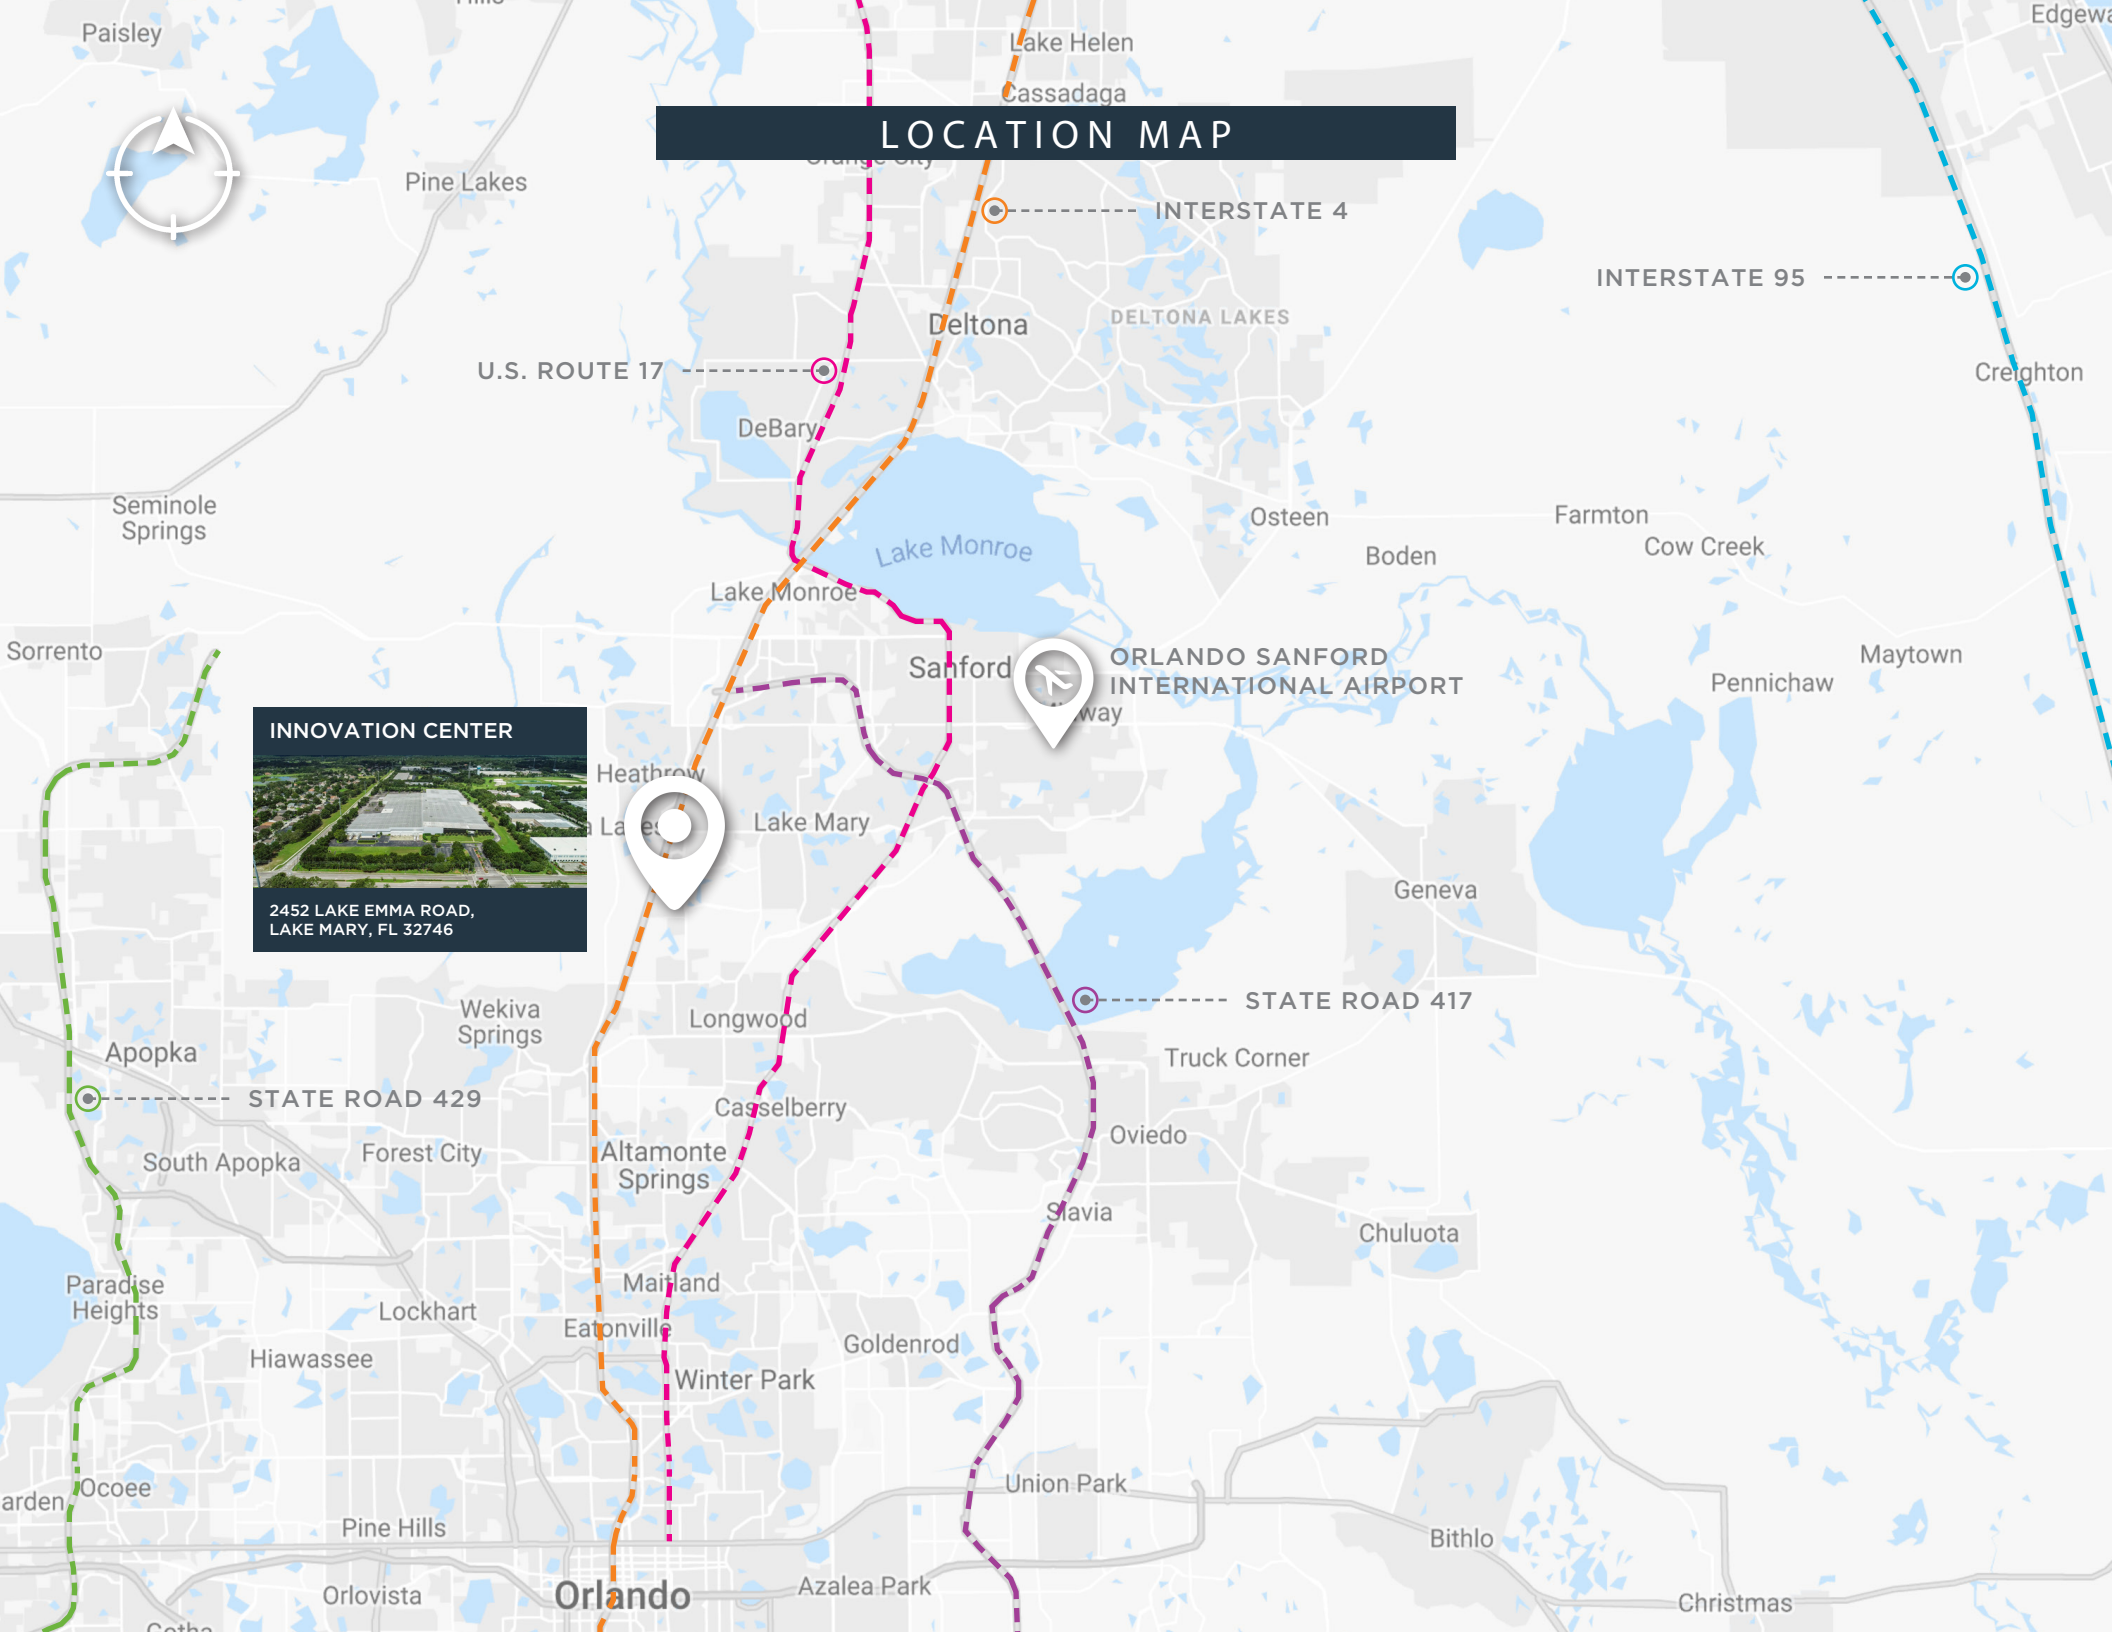 Paisley
Lake Helen
Edgewa
Cassadaga
LOCATION MAP
Orange City
Pine Lakes
INTERSTATE 4
INTERSTATE 95
DELTONA LAKES
Deltona
U.S. ROUTE 17
Creighton
DeBary
Seminole
Springs
Osteen
Farmton
Cow Creek
Lake Monroe
Boden
Lake Monroe
Sorrento
Sanford
ORLANDO SANFORD
INTERNATIONAL AIRPORT
Maytown
Pennichaw
INNOVATION CENTER
Heathrow
Lake Mary
Geneva
2452 LAKE EMMA ROAD,
LAKE MARY, FL 32746
Wekiva
Springs
Longwood
STATE ROAD 417
Apopka
Truck Corner
STATE ROAD 429
Casselberry
Oviedo
Forest City
Altamonte
Springs
South Apopka
Slavia
Chuluota
Paradise
Heights
Maitland
Lockhart
Eatonville
Goldenrod
Hiawassee
Winter Park
Ocoee
arden
Union Park
Pine Hills
Bithlo
Orlovista
Orlando
Azalea Park
Christmas